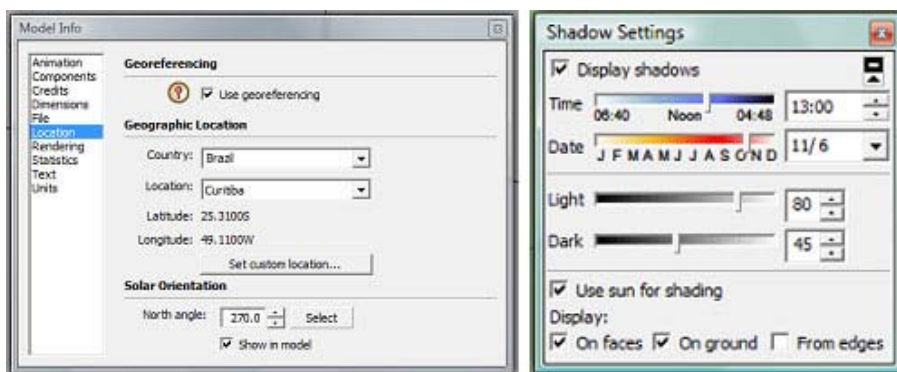 Model Info
Animation
Components
Credits
Dimensions
File
Location
Rendering
Statistics
Text
Units
Georeferencing
Use georeferencing
Geographic Location
Country: Brazil
Location: Curitiba
Latitude: 25.3100S
Longitude: 49.1100W
Set custom location...
Solar Orientation
North angle: 270.0 Select
Show in model
Shadow Settings
Display shadows
Time 06:40 Noon 04:48 13:00
Date J F M A M J J A S O N D 11/ 6
Light 80
Dark 45
Use sun for shading
Display:
On faces On ground From edges